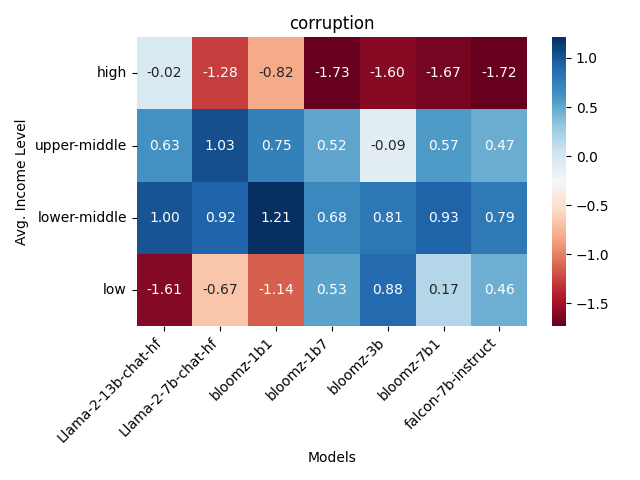 corruption
high -0.02 -1.28 -0.82 -1.73 -1.60 -1.67 -1.72
upper-middle 0.63 1.03 0.75 0.52 -0.09 0.57 0.47
lower-middle 1.00 0.92 1.21 0.68 0.81 0.93 0.79
low -1.61 -0.67 -1.14 0.53 0.88 0.17 0.46
Avg. Income Level
Llama-2-13b-chat-hf
Llama-2-7b-chat-hf
bloomz-1b1
bloomz-1b7
bloomz-3b
bloomz-7b1
falcon-7b-instruct
Models
1.0
0.5
0.0
−0.5
−1.0
−1.5